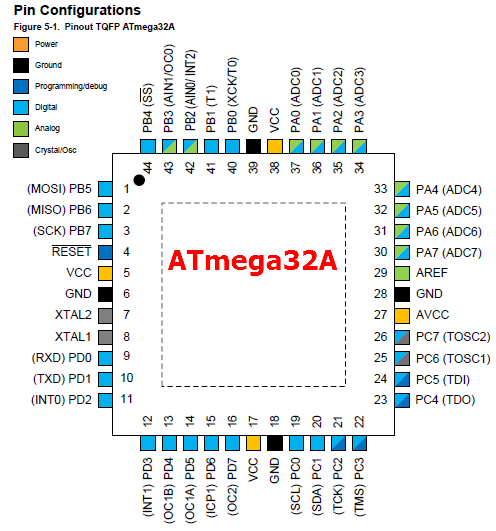 Pin Configurations
Figure 5-1. Pinout TQFP ATmega32A
Power
Ground
Programming/debug
Digital
Analog
Crystal/Osc
PB4 (SS)
PB3 (AIN1/OC0)
PB2 (AIN0/ INT2)
PB1 (T1)
PB0 (XCK/T0)
GND
VCC
PA0 (ADC0)
PA1 (ADC1)
PA2 (ADC2)
PA3 (ADC3)
44 43 42 41 40 39 38 37 36 35 34
(MOSI) PB5 1
(MISO) PB6 2
(SCK) PB7 3
RESET 4
VCC 5
GND 6
XTAL2 7
XTAL1 8
(RXD) PD0 9
(TXD) PD1 10
(INT0) PD2 11
ATmega32A
33 PA4 (ADC4)
32 PA5 (ADC5)
31 PA6 (ADC6)
30 PA7 (ADC7)
29 AREF
28 GND
27 AVCC
26 PC7 (TOSC2)
25 PC6 (TOSC1)
24 PC5 (TDI)
23 PC4 (TDO)
12 13 14 15 16 17 18 19 20 21 22
(INT1) PD3
(OC1B) PD4
(OC1A) PD5
(ICP1) PD6
(OC2) PD7
VCC
GND
(SCL) PC0
(SDA) PC1
(TCK) PC2
(TMS) PC3